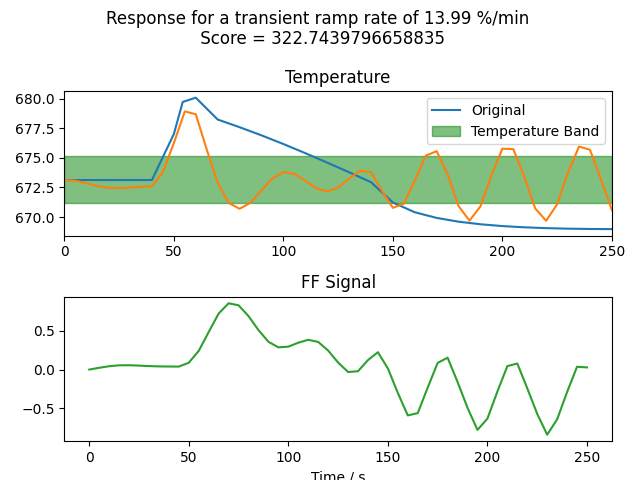 Response for a transient ramp rate of 13.99 %/min
Score = 322.7439796658835
Temperature
680.0
677.5
675.0
672.5
670.0
Original
Temperature Band
0 50 100 150 200 250
FF Signal
0.5
0.0
−0.5
0 50 100 150 200 250
Time / s